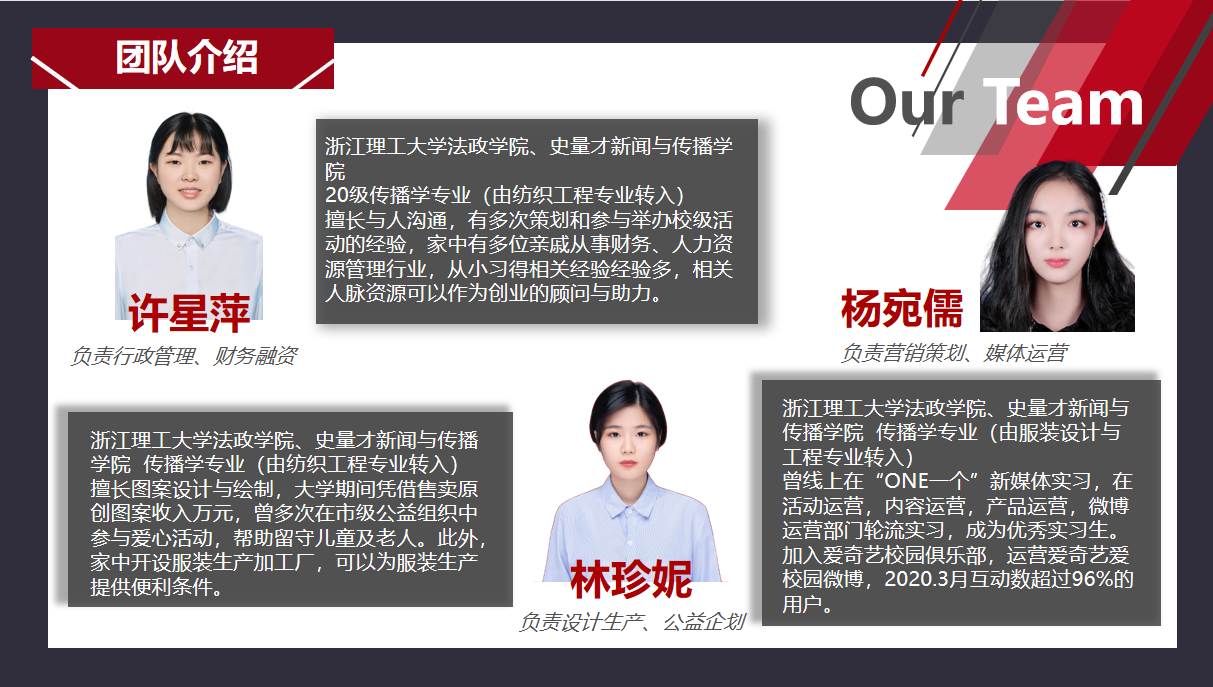 团队介绍
Our Team
浙江理工大学法政学院、史量才新闻与传播学
院
20级传播学专业（由纺织工程专业转入）
擅长与人沟通，有多次策划和参与举办校级活
动的经验，家中有多位亲戚从事财务、人力资
源管理行业，从小习得相关经验经验多，相关
人脉资源可以作为创业的顾问与助力。
许星萍
负责行政管理、财务融资
杨宛儒
负责营销策划、媒体运营
浙江理工大学法政学院、史量才新闻与传播
学院 传播学专业（由纺织工程专业转入）
擅长图案设计与绘制，大学期间凭借售卖原
创图案收入万元，曾多次在市级公益组织中
参与爱心活动，帮助留守儿童及老人。此外，
家中开设服装生产加工厂，可以为服装生产
提供便利条件。
林珍妮
负责设计生产、公益企划
浙江理工大学法政学院、史量才新闻与
传播学院 传播学专业（由服装设计与
工程专业转入）
曾线上在“ONE一个”新媒体实习，在
活动运营，内容运营，产品运营，微博
运营部门轮流实习，成为优秀实习生。
加入爱奇艺校园俱乐部，运营爱奇艺爱
校园微博，2020.3月互动数超过96%的
用户。